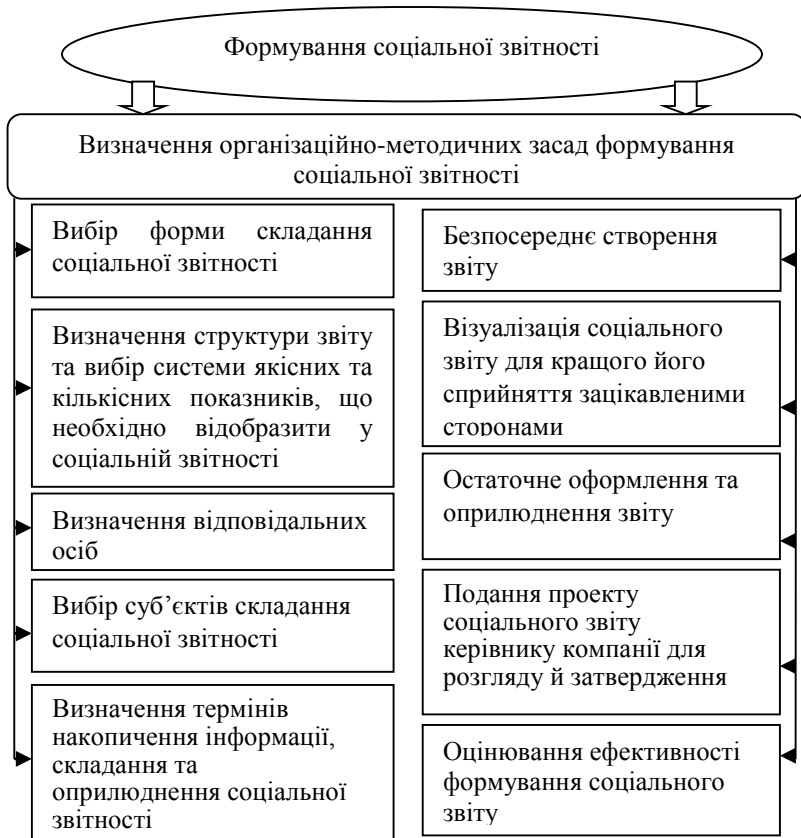 Формування соціальної звітності
Визначення організаційно-методичних засад формування
соціальної звітності
Вибір форми складання
соціальної звітності
Визначення структури звіту
та вибір системи якісних та
кількісних показників, що
необхідно відобразити у
соціальній звітності
Визначення відповідальних
осіб
Вибір суб’єктів складання
соціальної звітності
Визначення термінів
накопичення інформації,
складання та
оприлюднення соціальної
звітності
Безпосереднє створення
звіту
Візуалізація соціального
звіту для кращого його
сприйняття зацікавленими
сторонами
Остаточне оформлення та
оприлюднення звіту
Подання проекту
соціального звіту
керівнику компанії для
розгляду й затвердження
Оцінювання ефективності
формування соціального
звіту